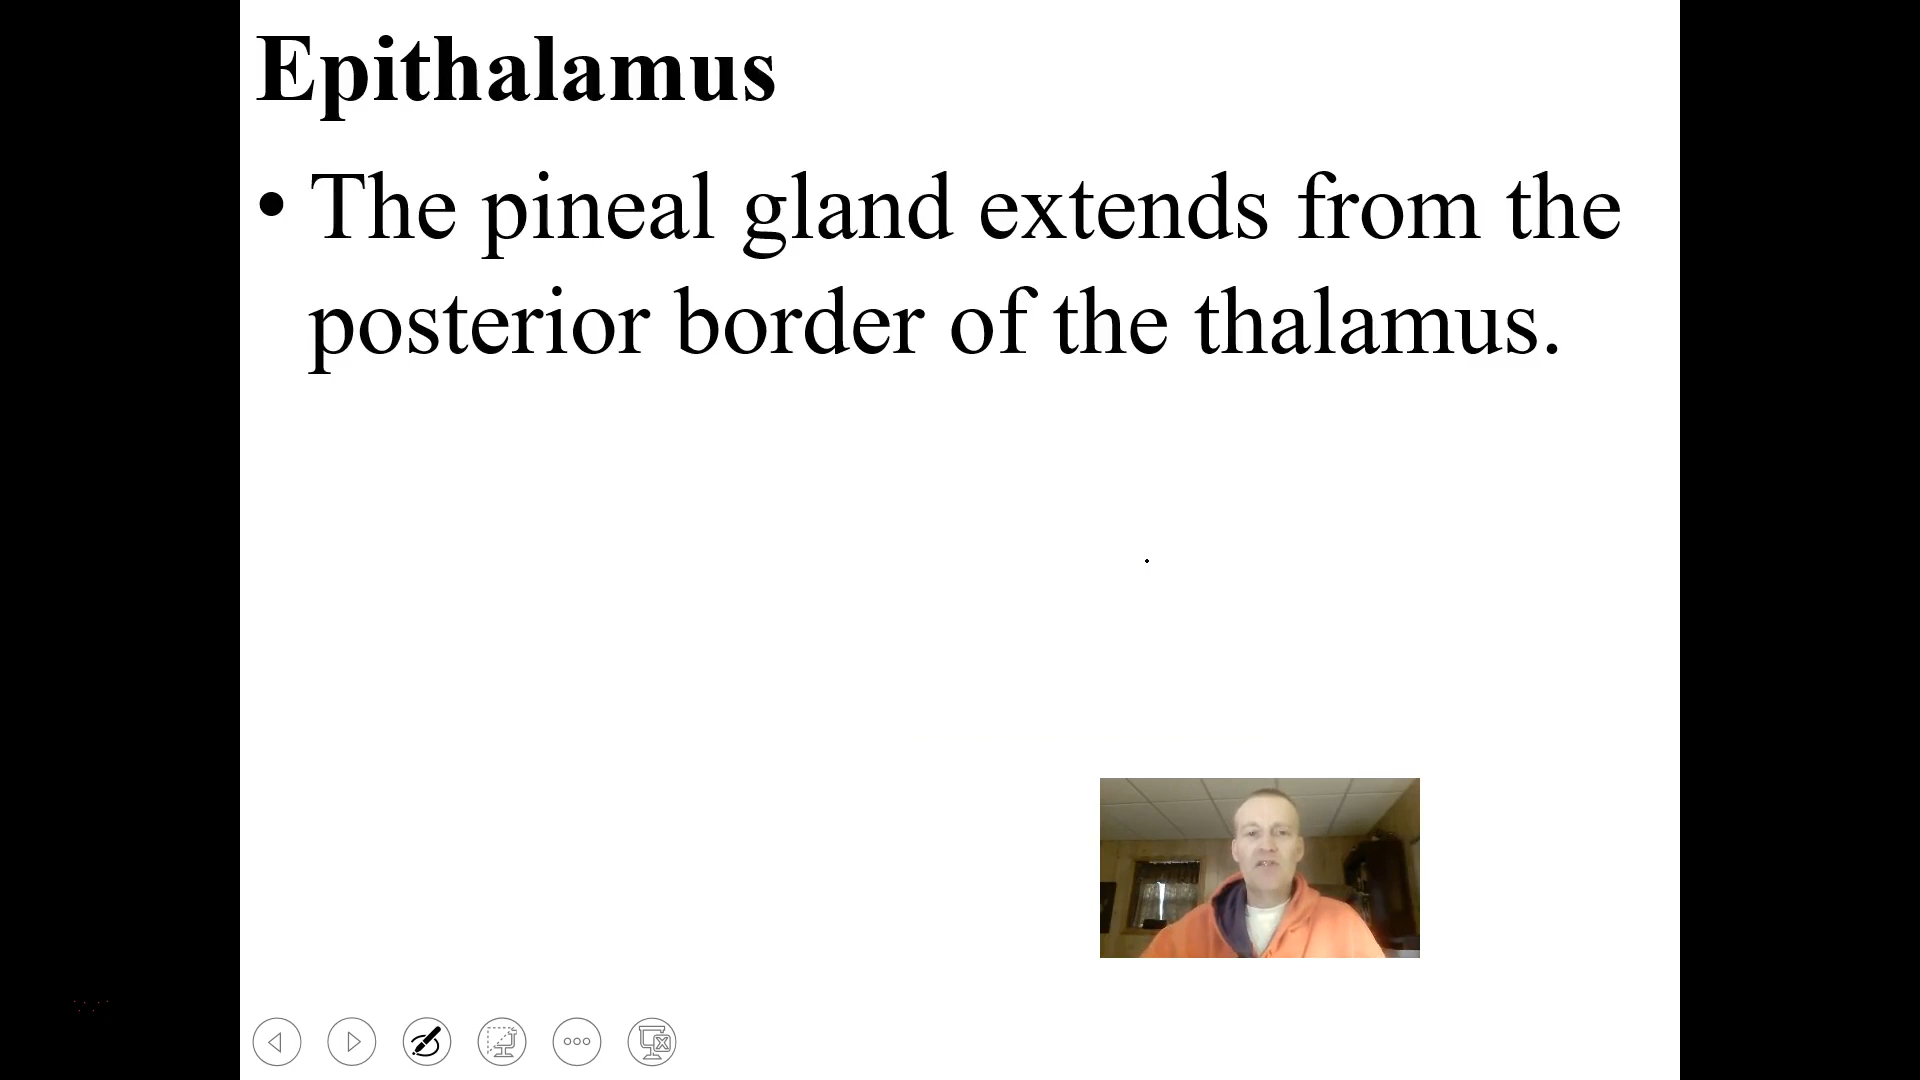 Epithalamus
• The pineal gland extends from the
posterior border of the thalamus.